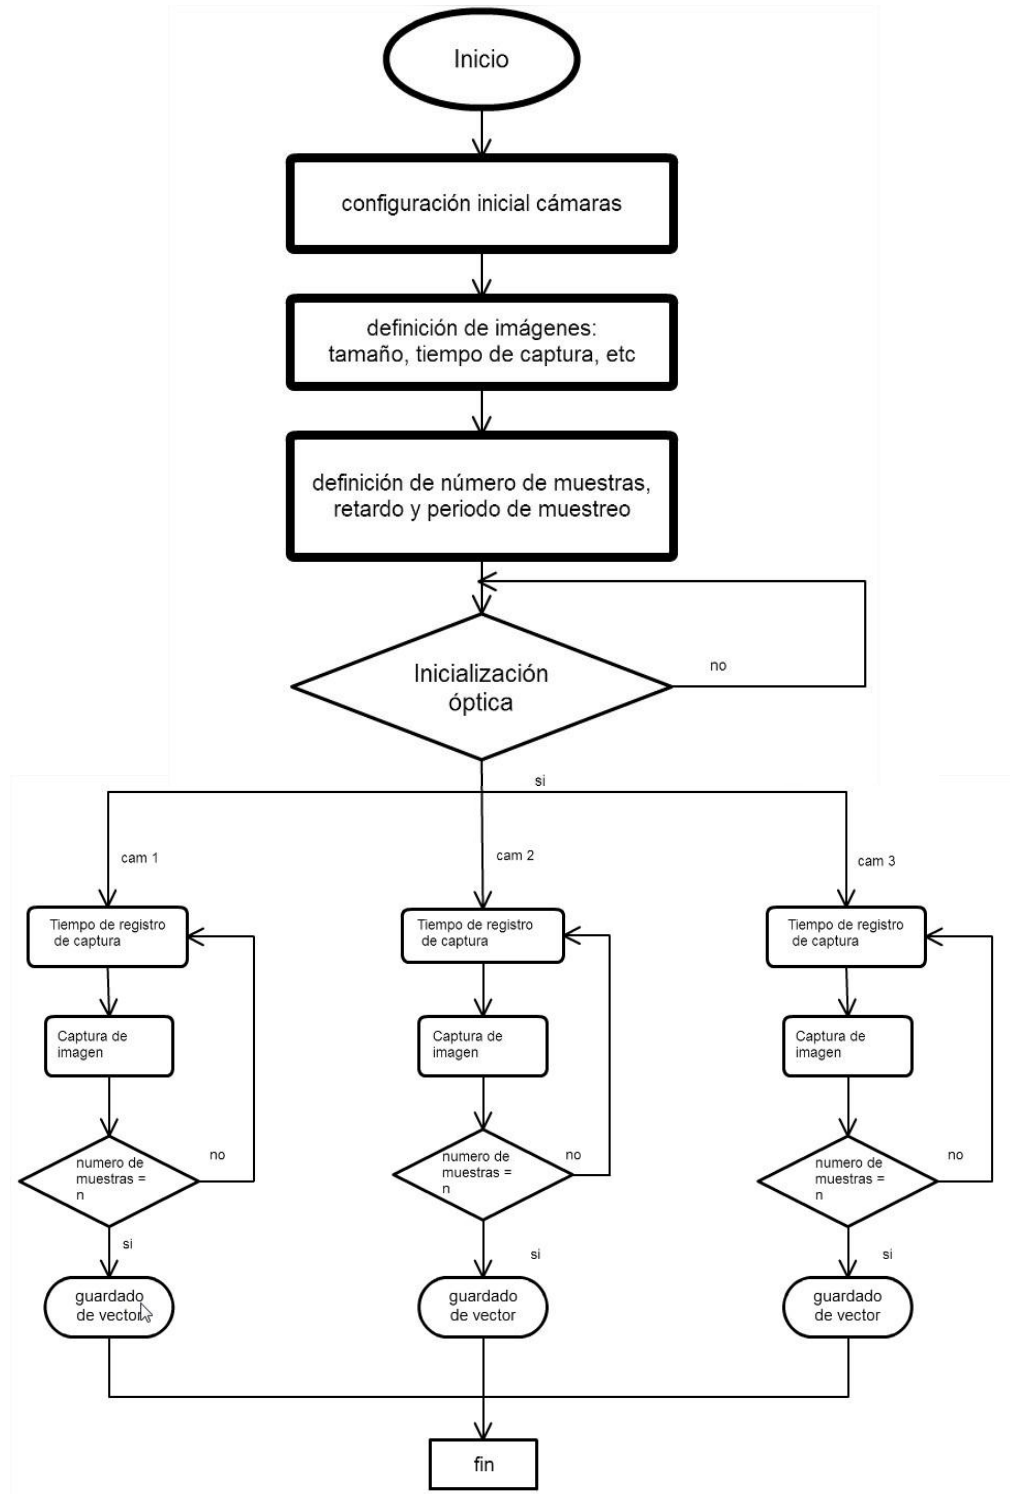 Inicio
configuración inicial cámaras
definición de imágenes:
tamaño, tiempo de captura, etc
definición de número de muestras,
retardo y periodo de muestreo
Inicialización
óptica
no
si
cam 1
cam 2
cam 3
Tiempo de registro
de captura
Captura de
imagen
numero de
muestras =
n
no
si
guardado
de vector
Tiempo de registro
de captura
Captura de
imagen
numero de
muestras =
n
no
si
guardado
de vector
Tiempo de registro
de captura
Captura de
imagen
numero de
muestras =
n
no
si
guardado
de vector
fin